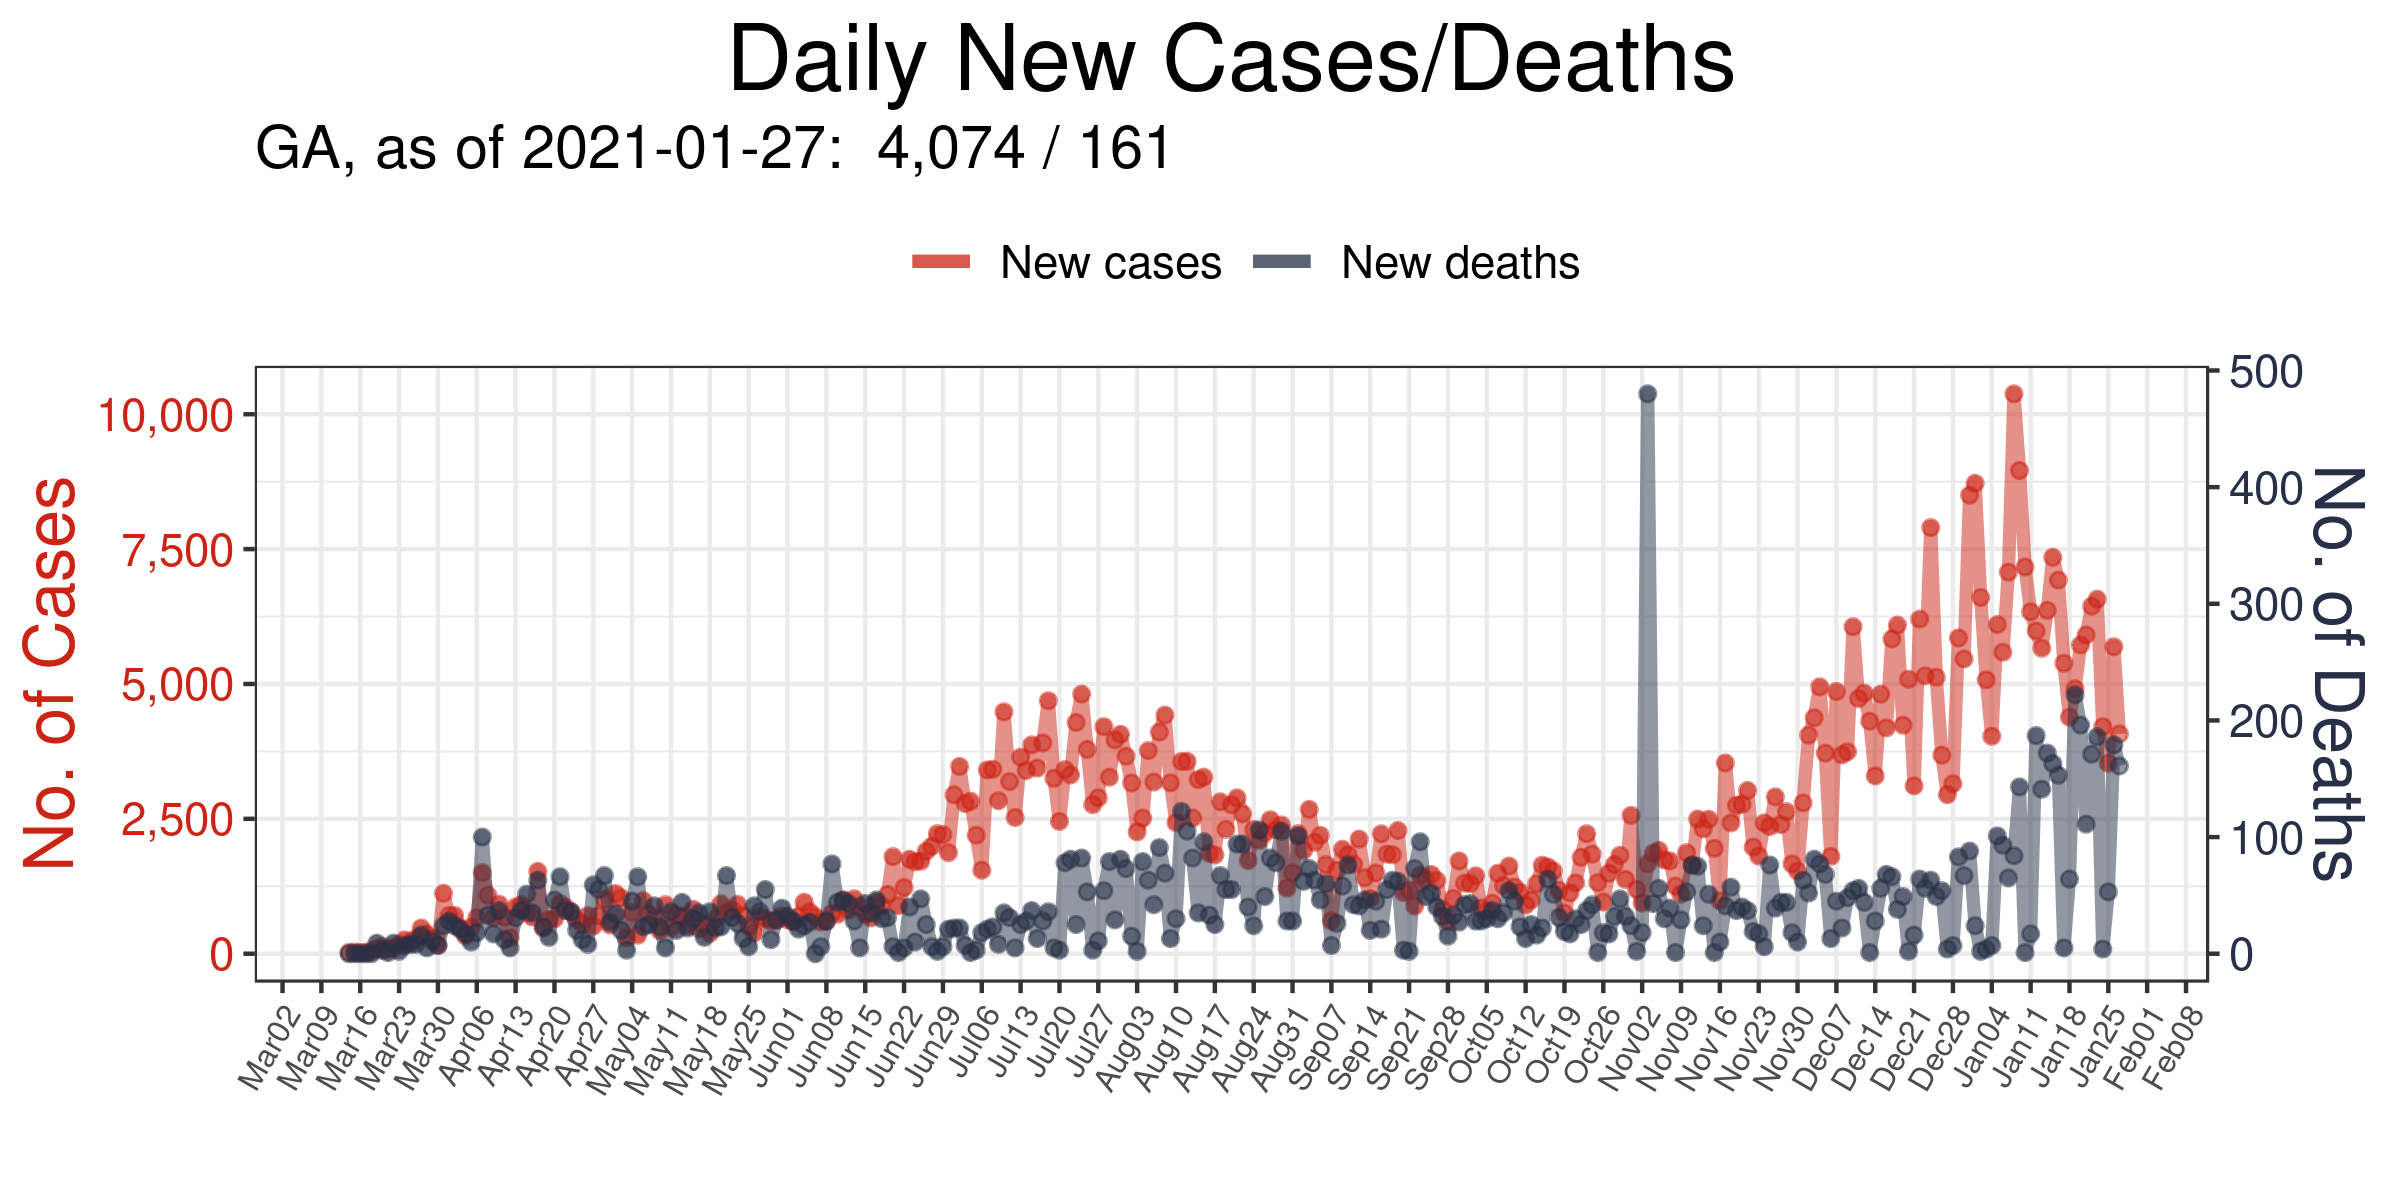 Daily New Cases/Deaths
GA, as of 2021-01-27: 4,074 / 161
New cases
New deaths
No. of Cases
10,000
7,500
5,000
2,500
0
500
400
300
200
100
0
No. of Deaths
Mar02
Mar09
Mar16
Mar23
Mar30
Apr06
Apr13
Apr20
Apr27
May04
May11
May18
May25
Jun01
Jun08
Jun15
Jun22
Jun29
Jul06
Jul13
Jul20
Jul27
Aug03
Aug10
Aug17
Aug24
Aug31
Sep07
Sep14
Sep21
Sep28
Oct05
Oct12
Oct19
Oct26
Nov02
Nov09
Nov16
Nov23
Nov30
Dec07
Dec14
Dec21
Dec28
Jan04
Jan11
Jan18
Jan25
Feb01
Feb08